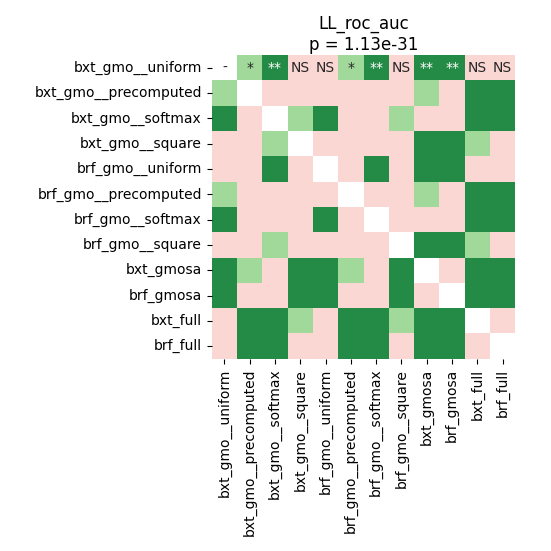 LL_roc_auc
p = 1.13e-31
bxt_gmo__uniform - * ** NS NS * ** NS ** ** NS NS
bxt_gmo__precomputed
bxt_gmo__softmax
bxt_gmo__square
brf_gmo__uniform
brf_gmo__precomputed
brf_gmo__softmax
brf_gmo__square
bxt_gmosa
brf_gmosa
bxt_full
brf_full
bxt_gmo__uniform
bxt_gmo__precomputed
bxt_gmo__softmax
bxt_gmo__square
brf_gmo__uniform
brf_gmo__precomputed
brf_gmo__softmax
brf_gmo__square
bxt_gmosa
brf_gmosa
bxt_full
brf_full